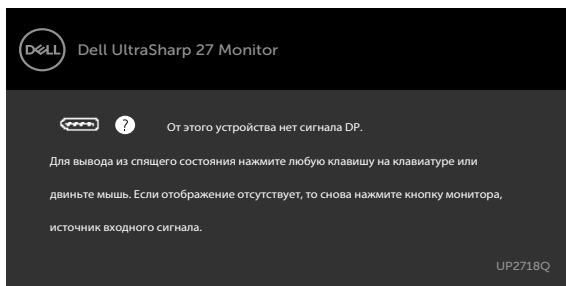 DELL Dell UltraSharp 27 Monitor
? От этого устройства нет сигнала DP.
Для вывода из спящего состояния нажмите любую клавишу на клавиатуре или
двиньте мышь. Если отображение отсутствует, то снова нажмите кнопку монитора,
источник входного сигнала.
UP2718Q